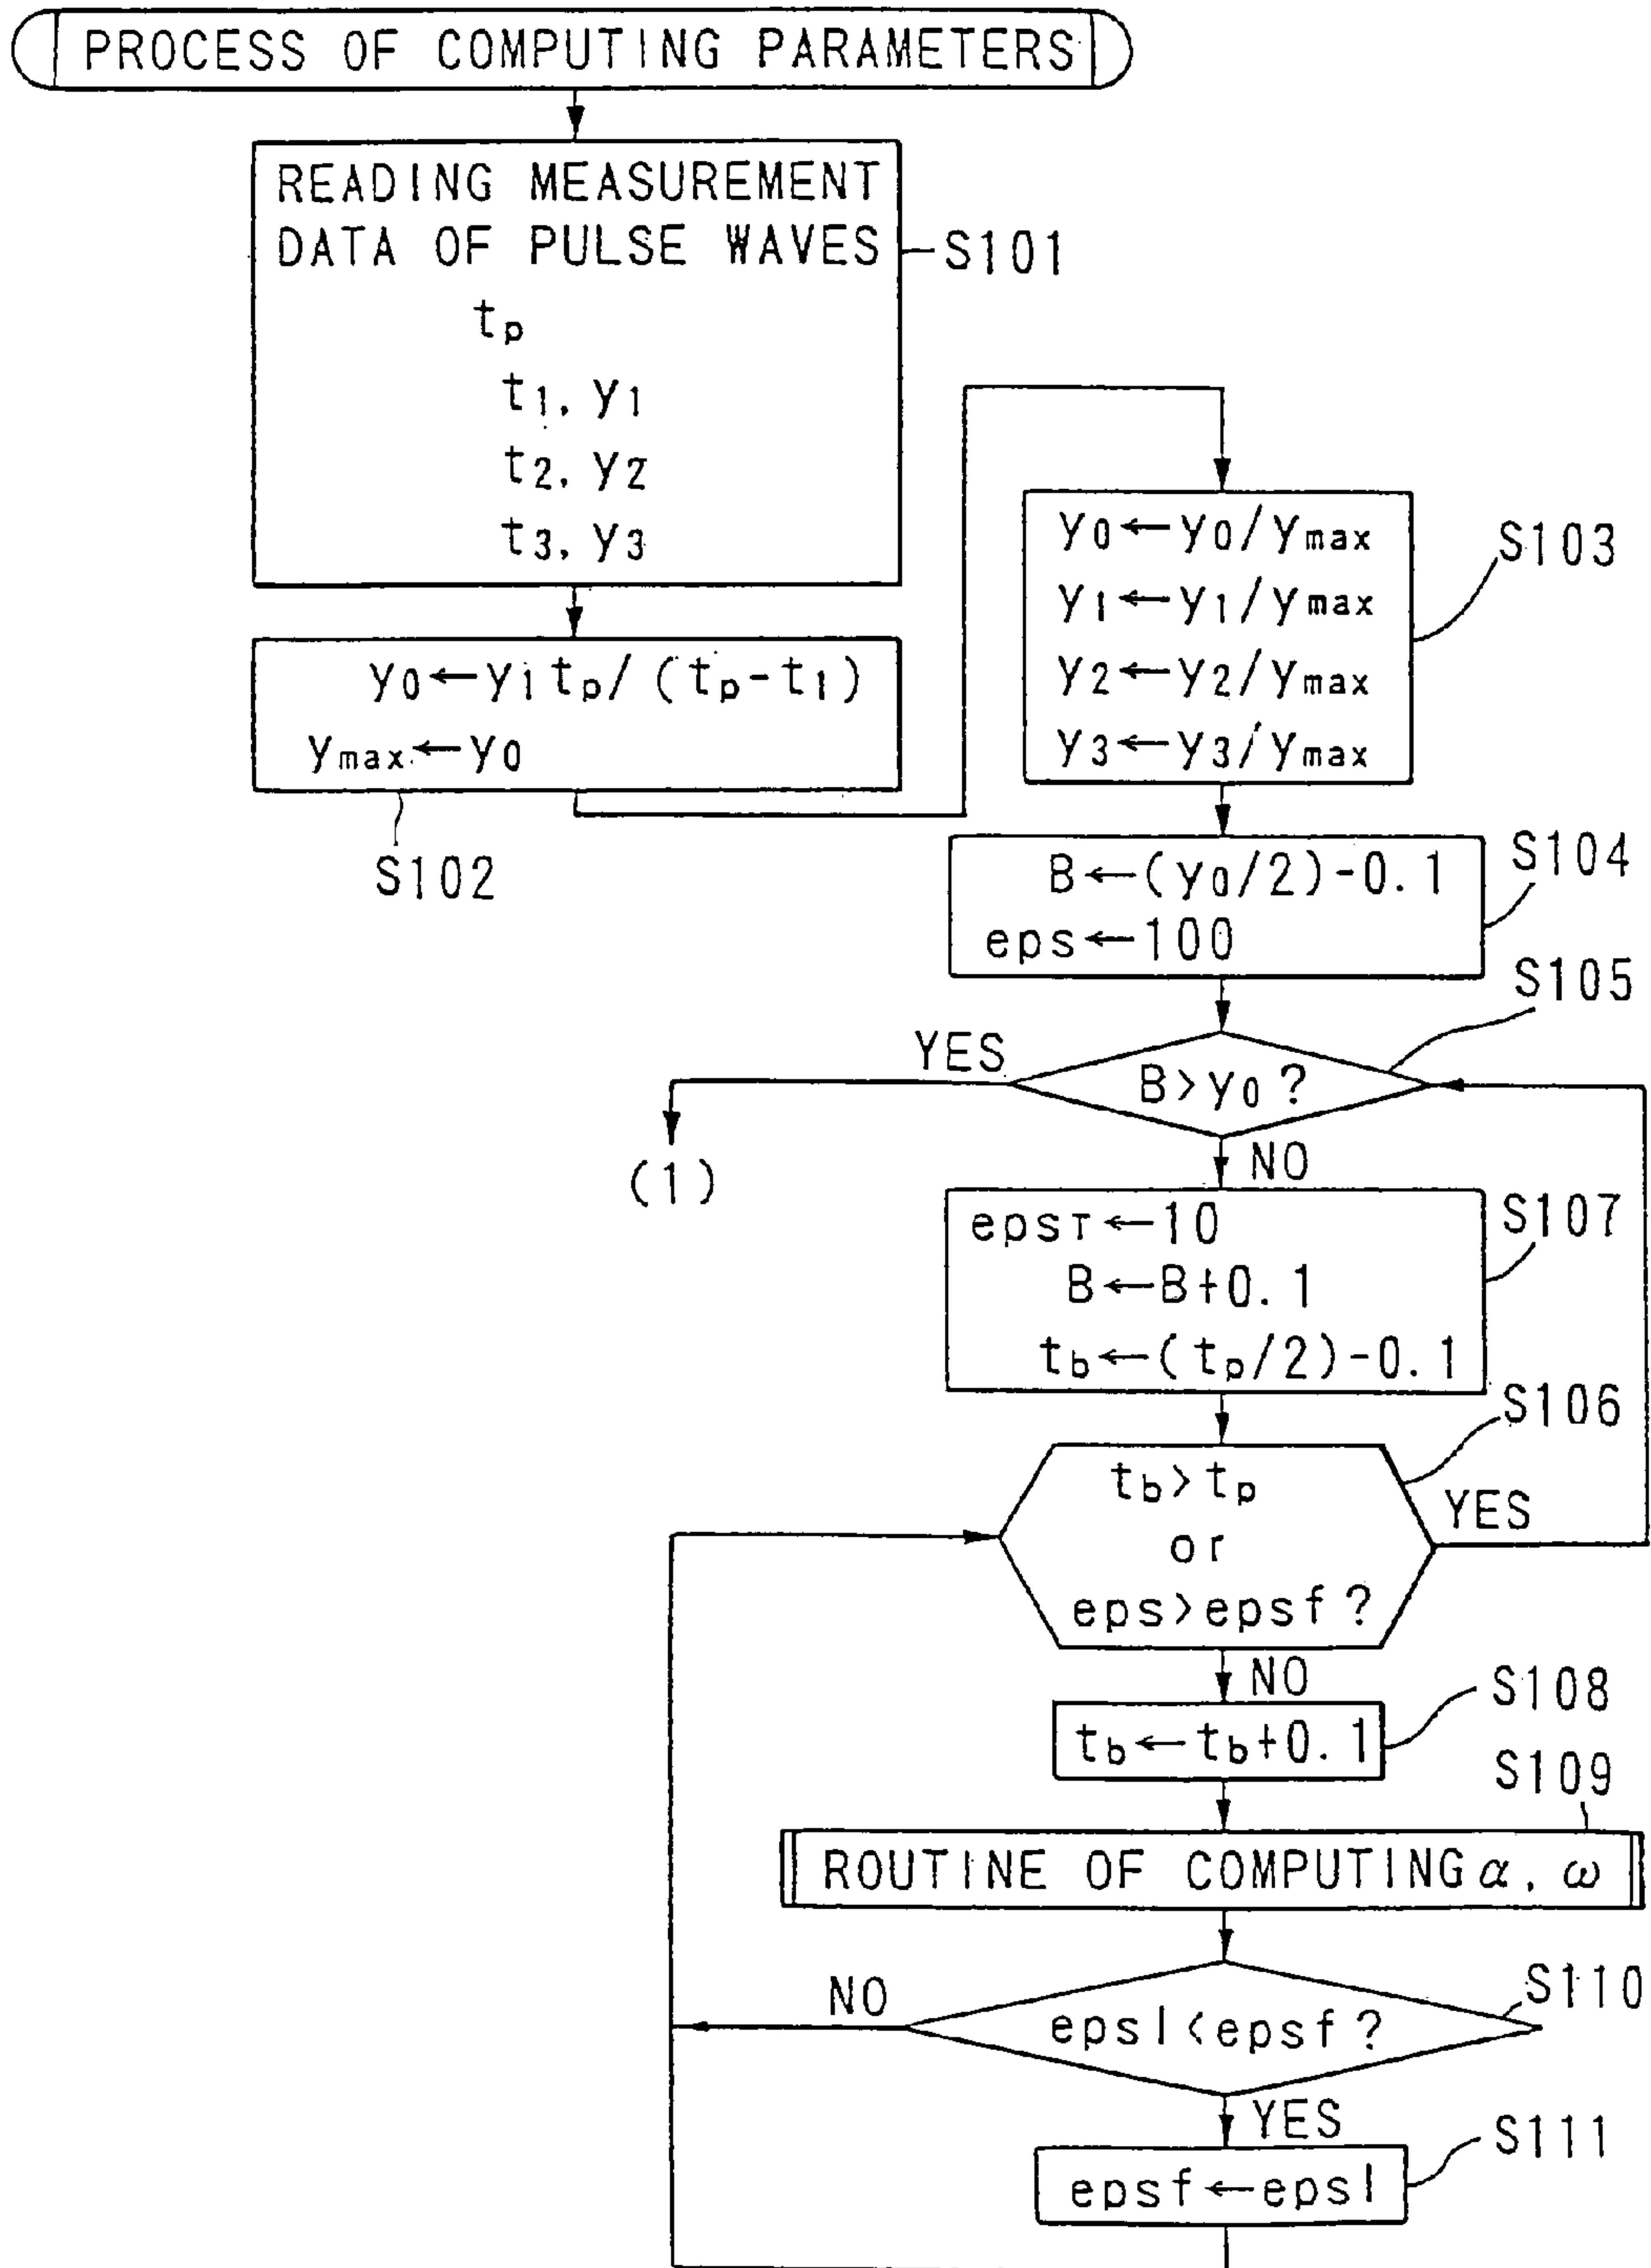 PROCESS OF COMPUTING PARAMETERS
READING MEASUREMENT
DATA OF PULSE WAVES
tp
t1, y1
t2, y2
t3, y3
S101
y0←y1tp/(tp-t1)
ymax←y0
S102
y0←y0/ymax
y1←y1/ymax
y2←y2/ymax
y3←y3/ymax
S103
B←(y0/2)-0.1
eps←100
S104
S105
YES
B>y0?
(1)
NO
epsT←10
B←B+0.1
tb←(tp/2)-0.1
S107
S106
tb>tp
or
eps>epsf?
YES
NO
S108
tb←tb+0.1
S109
ROUTINE OF COMPUTING α, ω
NO
S110
epsl<epsf?
YES
S111
epsf←epsl